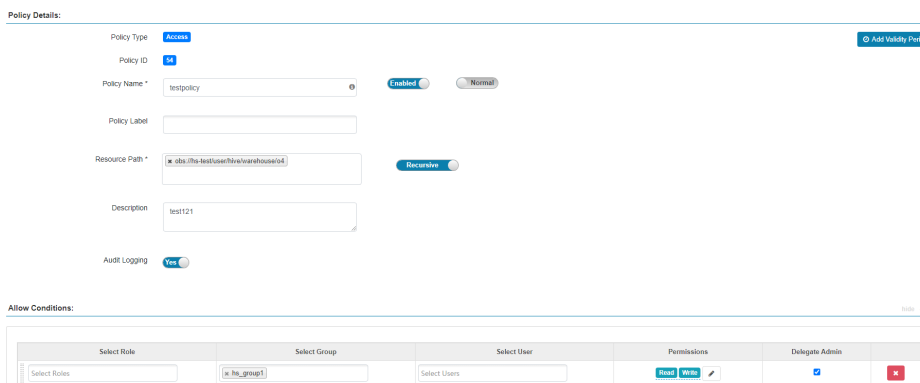 Policy Details:
Policy Type Access Add Validity Peri
Policy ID 54
Policy Name * testpolicy Enabled Normal
Policy Label
Resource Path * × obs://hs-test/user/hive/warehouse/o4 Recursive
Description test121
Audit Logging Yes
Allow Conditions: hide
Select Role Select Group Select User Permissions Delegate Admin
Select Roles × hs_group1 Select Users Read Write